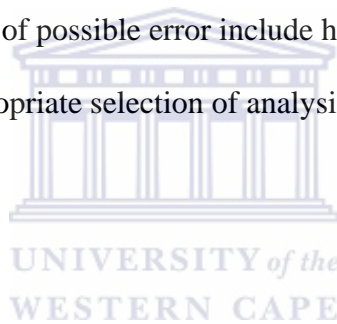 of possible error include h
opriate selection of analysi
UNIVERSITY of the
WESTERN CAPE